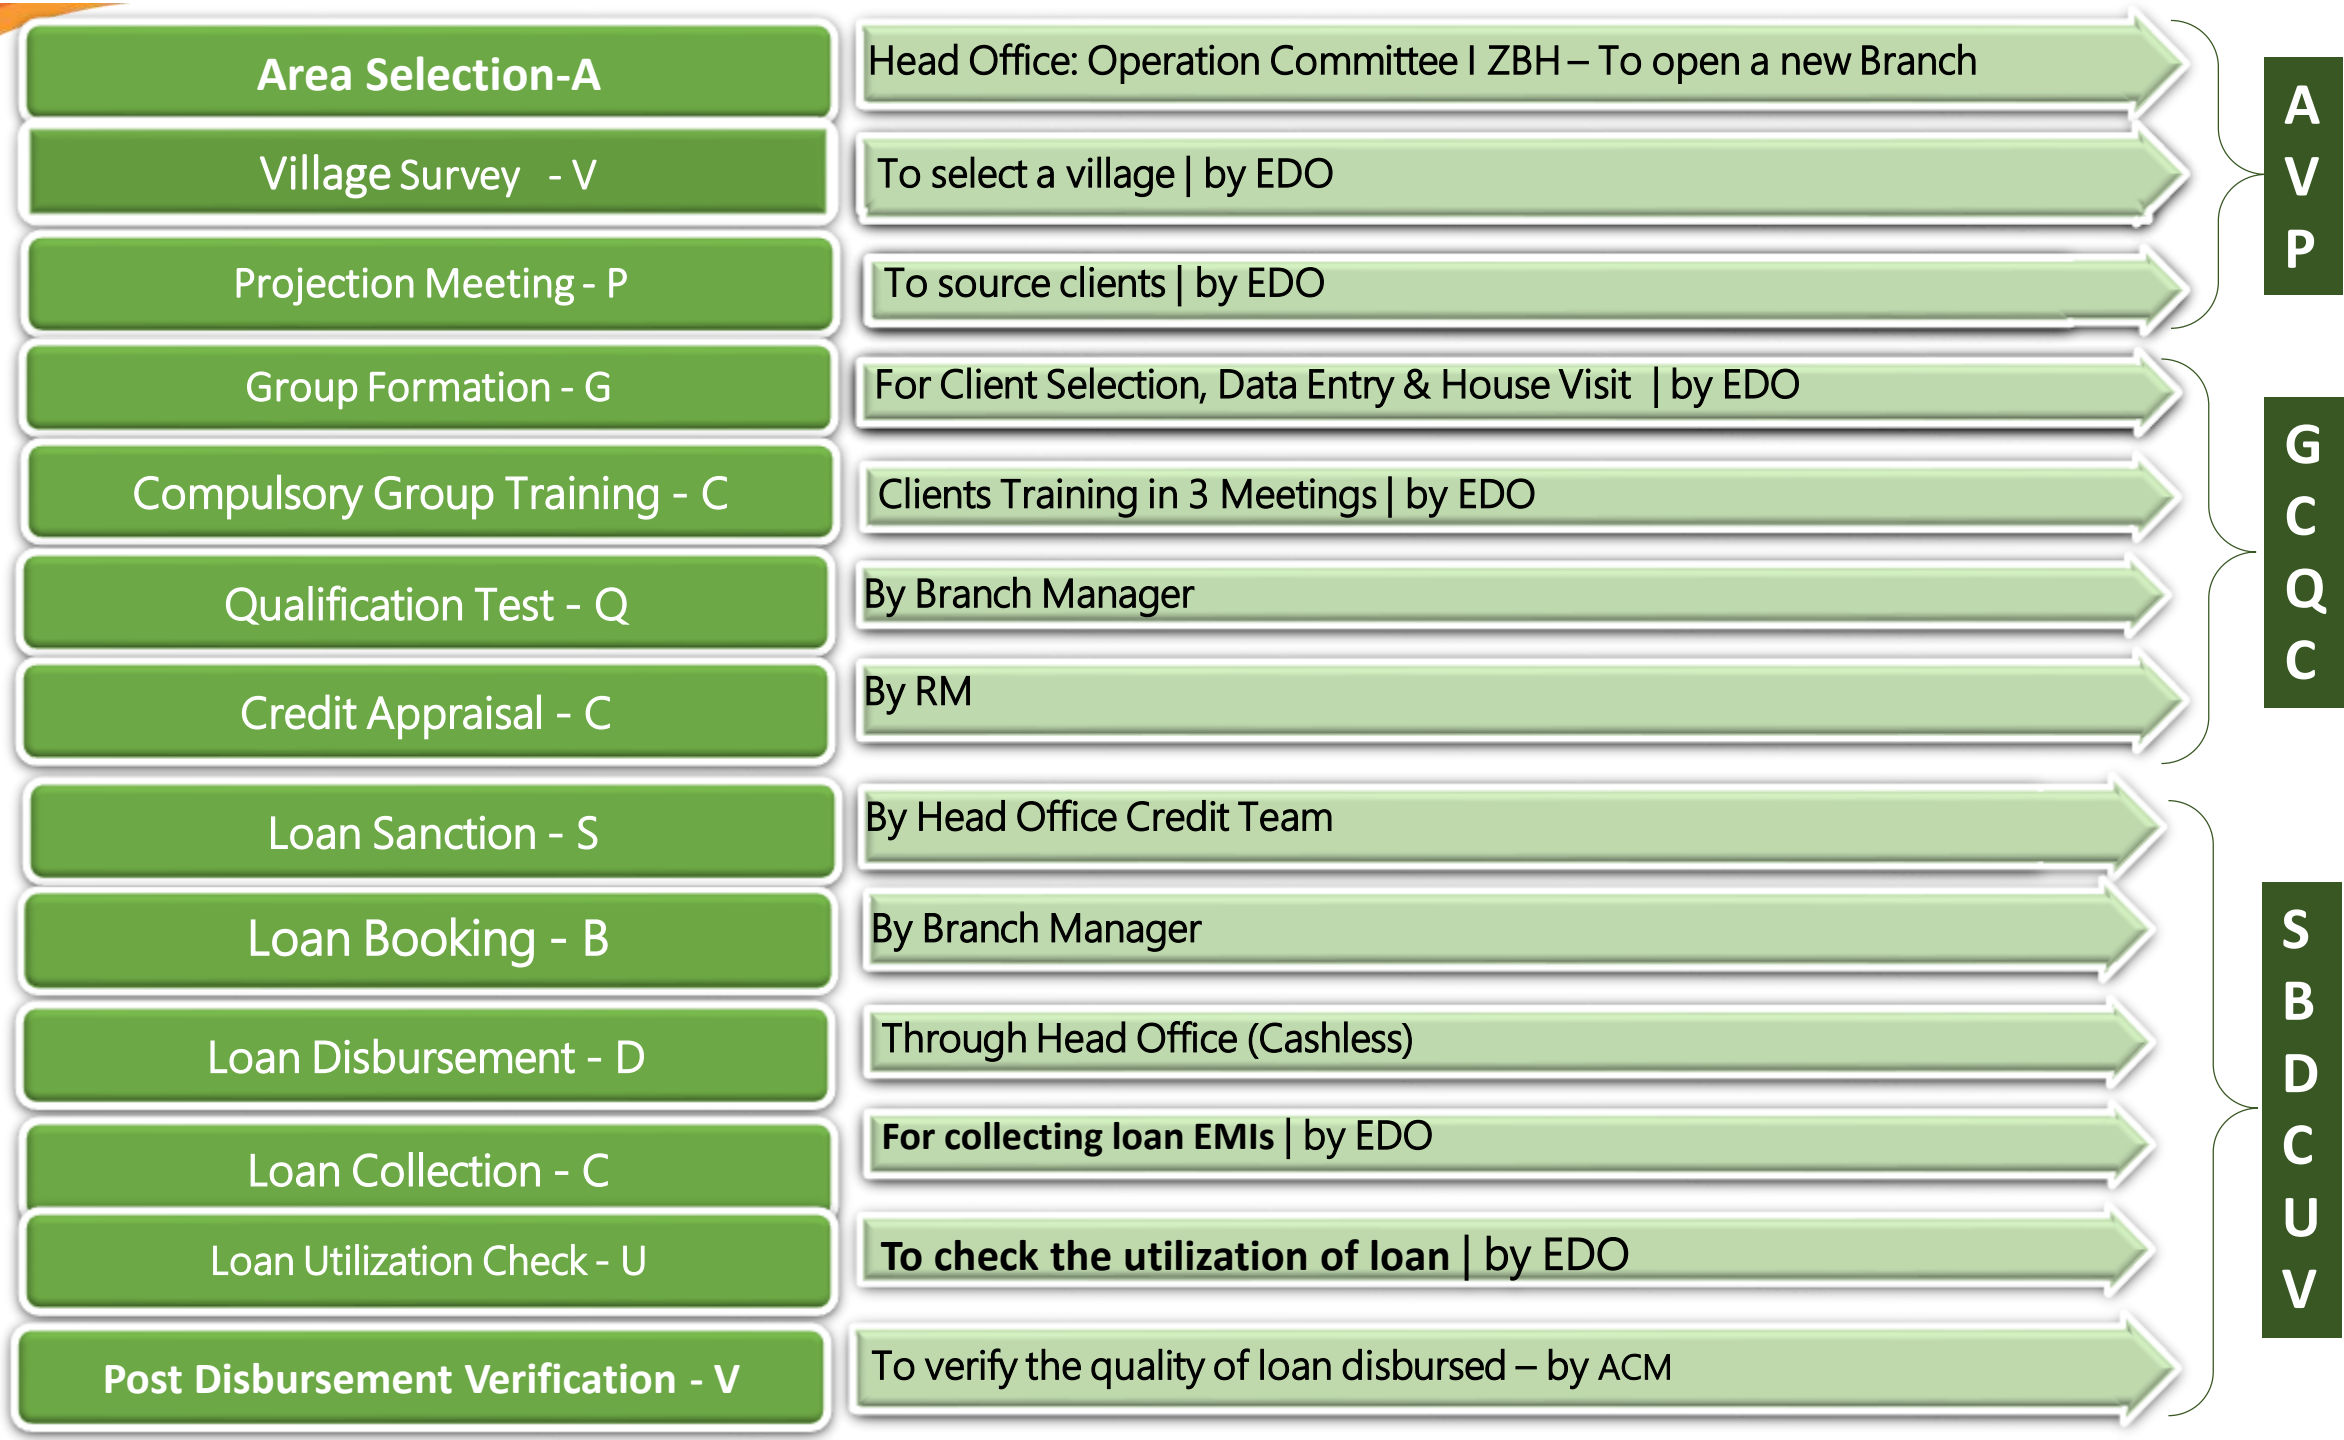 Area Selection-A
Head Office: Operation Committee I ZBH – To open a new Branch
Village Survey - V
To select a village | by EDO
Projection Meeting - P
To source clients | by EDO
A
V
P
Group Formation - G
For Client Selection, Data Entry & House Visit | by EDO
Compulsory Group Training - C
Clients Training in 3 Meetings | by EDO
Qualification Test - Q
By Branch Manager
Credit Appraisal - C
By RM
G
C
Q
C
Loan Sanction - S
By Head Office Credit Team
Loan Booking - B
By Branch Manager
Loan Disbursement - D
Through Head Office (Cashless)
Loan Collection - C
For collecting loan EMIs | by EDO
Loan Utilization Check - U
To check the utilization of loan | by EDO
Post Disbursement Verification - V
To verify the quality of loan disbursed – by ACM
S
B
D
C
U
V